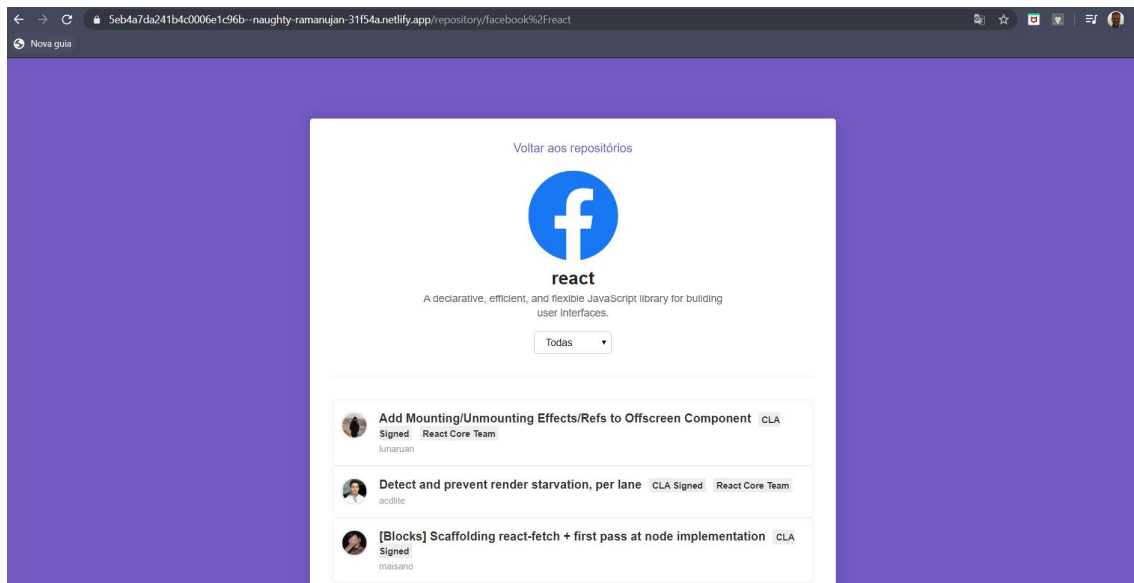 5eb4a7da241b4c0006e1c96b--naughty-ramanujan-31f54a.netlify.app/repository/facebook%2Freact
Nova guia
Voltar aos repositórios
react
A declarative, efficient, and flexible JavaScript library for building
user interfaces.
Todas
Add Mounting/Unmounting Effects/Refs to Offscreen Component CLA
Signed React Core Team
lunaruan
Detect and prevent render starvation, per lane CLA Signed React Core Team
acdlite
[Blocks] Scaffolding react-fetch + first pass at node implementation CLA
Signed
maisano